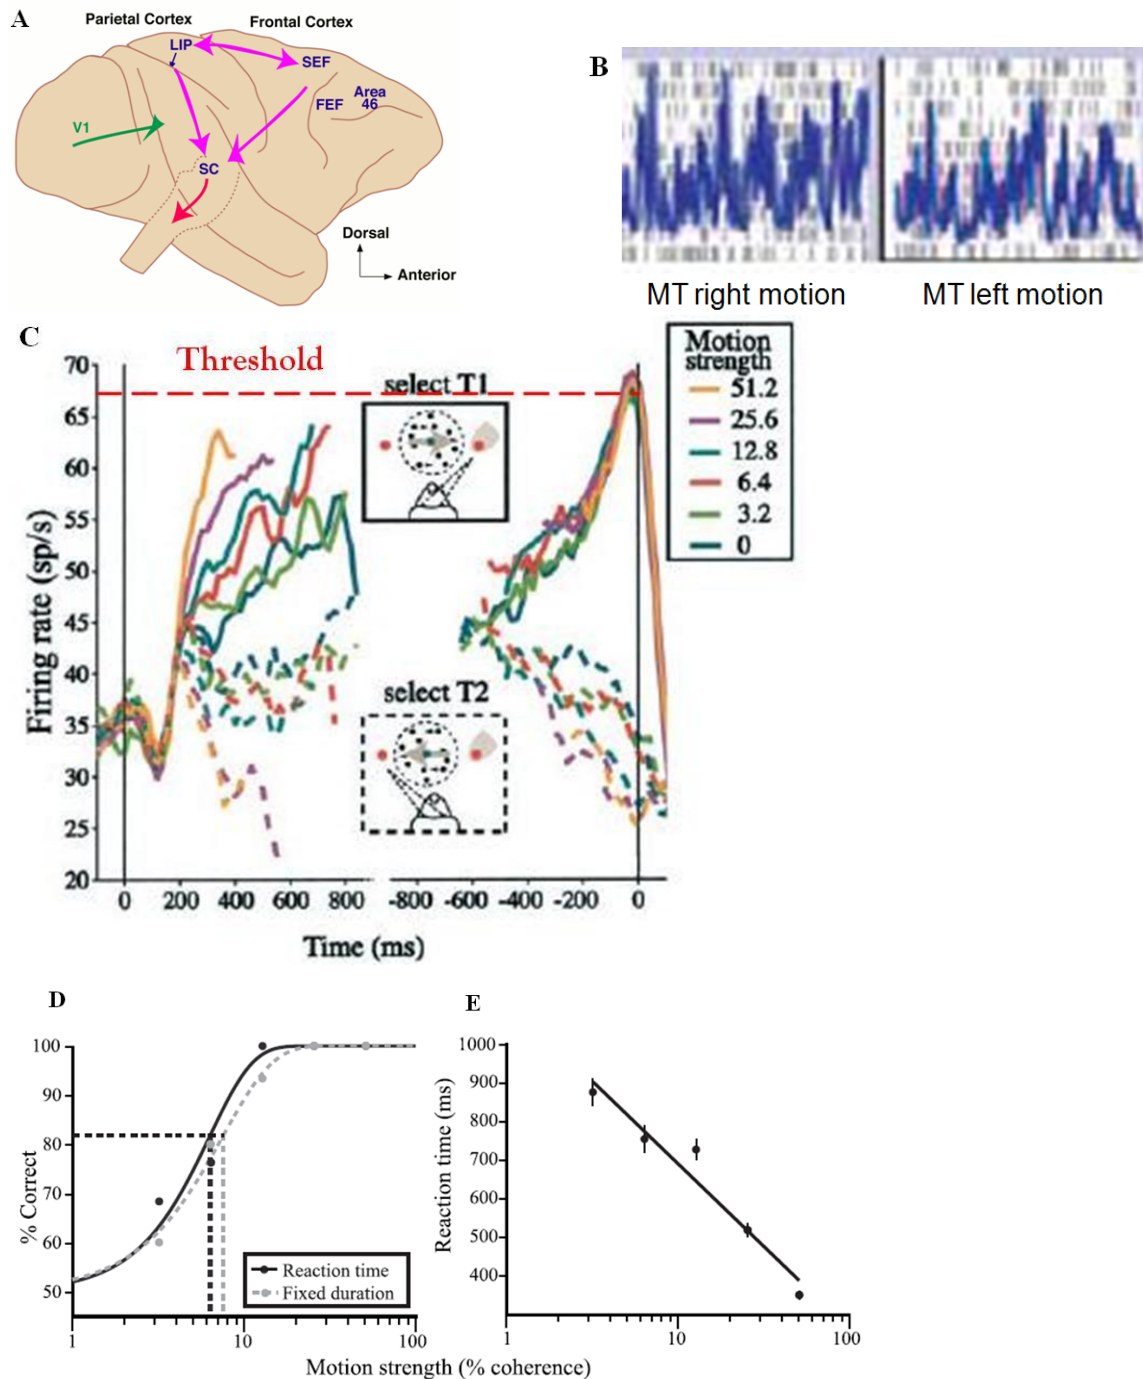 A
Parietal Cortex
Frontal Cortex
LIP
SEF
FEF
Area
46
V1
SC
Dorsal
Anterior
B
MT right motion
MT left motion
C
Threshold
select T1
select T2
Motion
strength
51.2
25.6
12.8
6.4
3.2
0
Firing rate (sp/s)
70
65
60
55
50
45
40
35
30
25
20
0
200
400
600
800
-800
-600
-400
-200
0
Time (ms)
D
% Correct
100
90
80
70
60
50
Reaction time
Fixed duration
1
10
100
E
Reaction time (ms)
1000
900
800
700
600
500
400
1
10
100
Motion strength (% coherence)